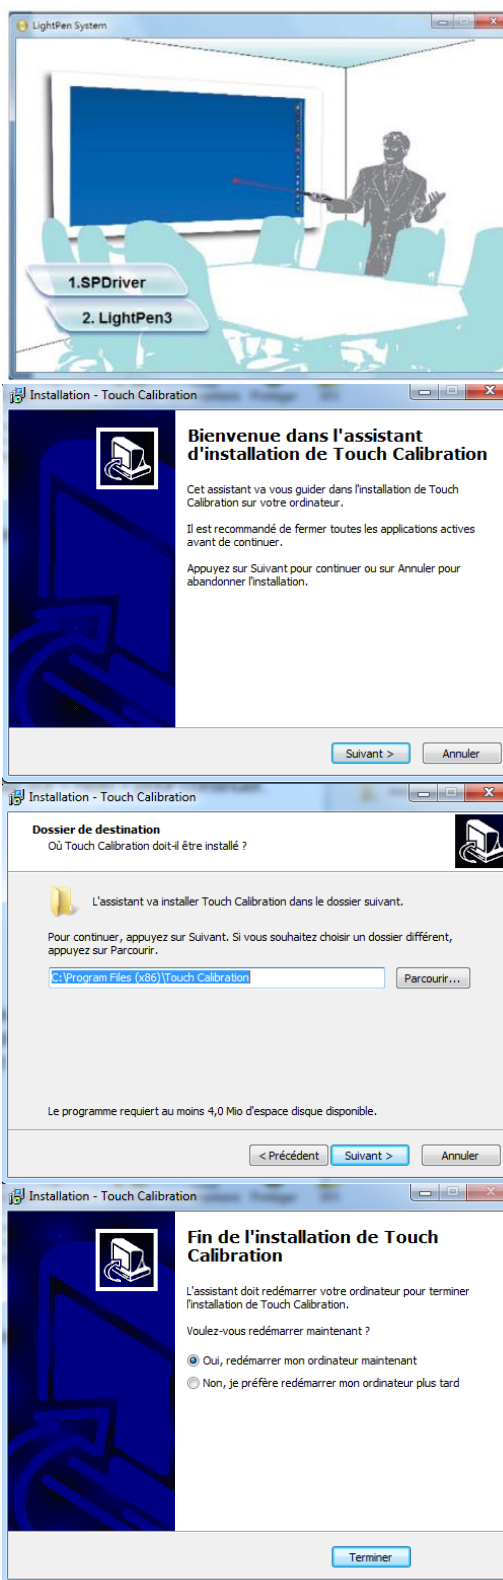 LightPen System
1.SPDriver
2. LightPen3
Installation - Touch Calibration
Bienvenue dans l'assistant
d'installation de Touch Calibration
Cet assistant va vous guider dans l'installation de Touch
Calibration sur votre ordinateur.
Il est recommandé de fermer toutes les applications actives
avant de continuer.
Appuyez sur Suivant pour continuer ou sur Annuler pour
abandonner l'installation.
Suivant >
Annuler
Installation - Touch Calibration
Dossier de destination
Où Touch Calibration doit-il être installé ?
L'assistant va installer Touch Calibration dans le dossier suivant.
Pour continuer, appuyez sur Suivant. Si vous souhaitez choisir un dossier différent,
appuyez sur Parcourir.
C:\Program Files (x86)\Touch Calibration
Parcourir...
Le programme requiert au moins 4,0 Mio d'espace disque disponible.
< Précédent
Suivant >
Annuler
Installation - Touch Calibration
Fin de l'installation de Touch
Calibration
L'assistant doit redémarrer votre ordinateur pour terminer
l'installation de Touch Calibration.
Voulez-vous redémarrer maintenant ?
Oui, redémarrer mon ordinateur maintenant
Non, je préfère redémarrer mon ordinateur plus tard
Terminer